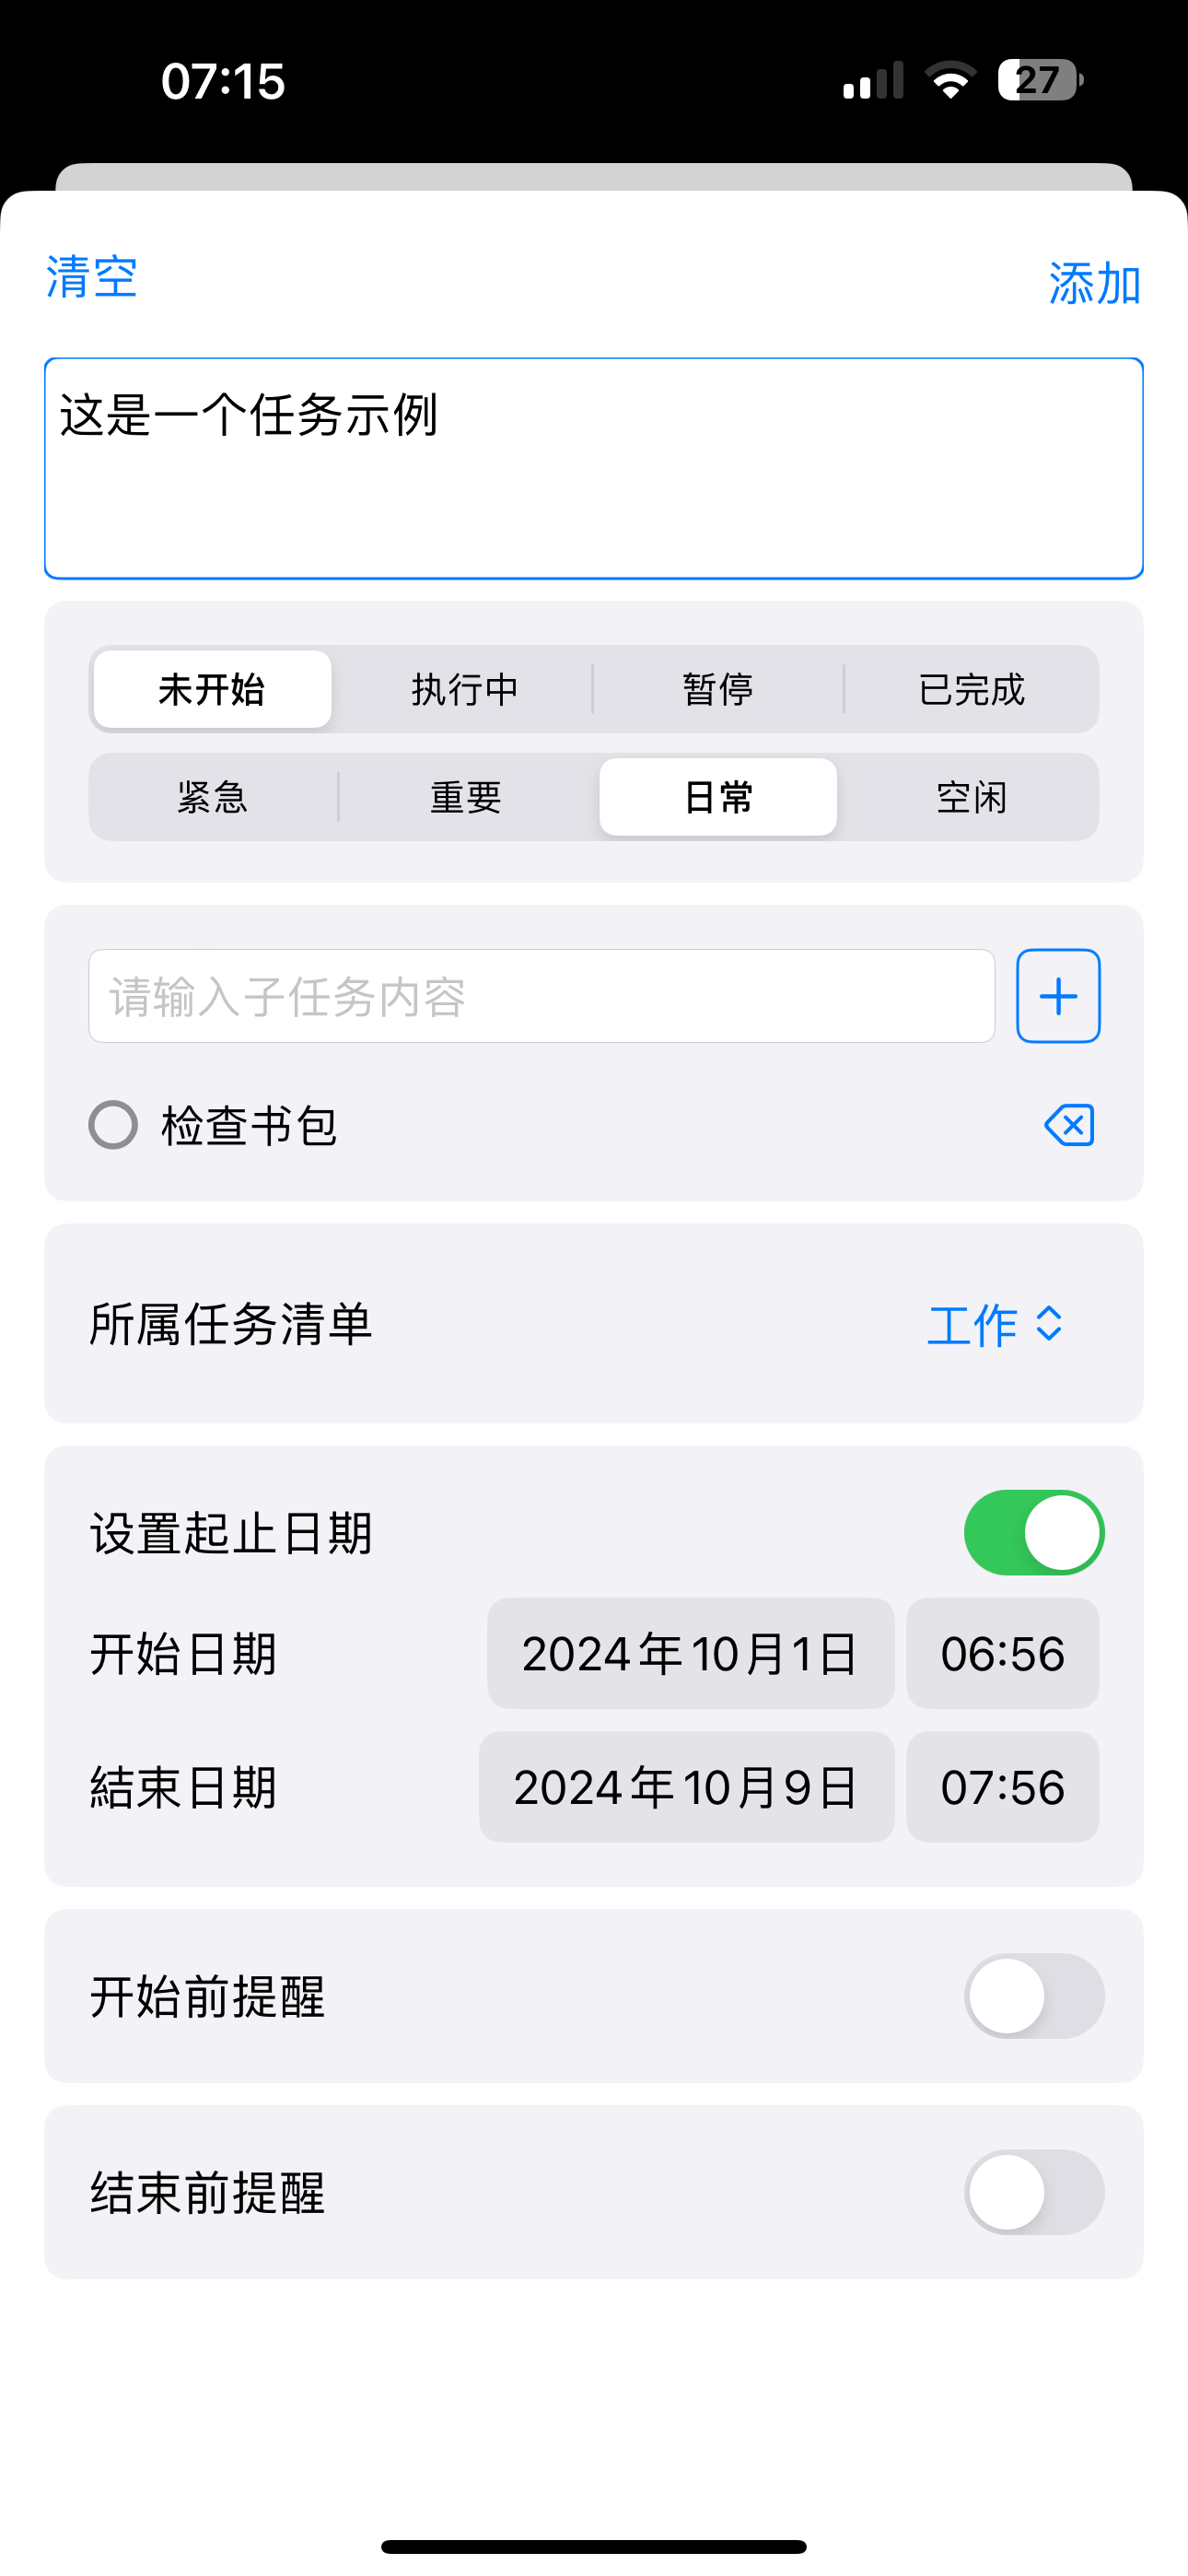 07:15 27
清空 添加
这是一个任务示例
未开始 执行中 暂停 已完成
紧急 重要 日常 空闲
请输入子任务内容
检查书包
所属任务清单 工作
设置起止日期
开始日期 2024年10月1日 06:56
結束日期 2024年10月9日 07:56
开始前提醒
结束前提醒